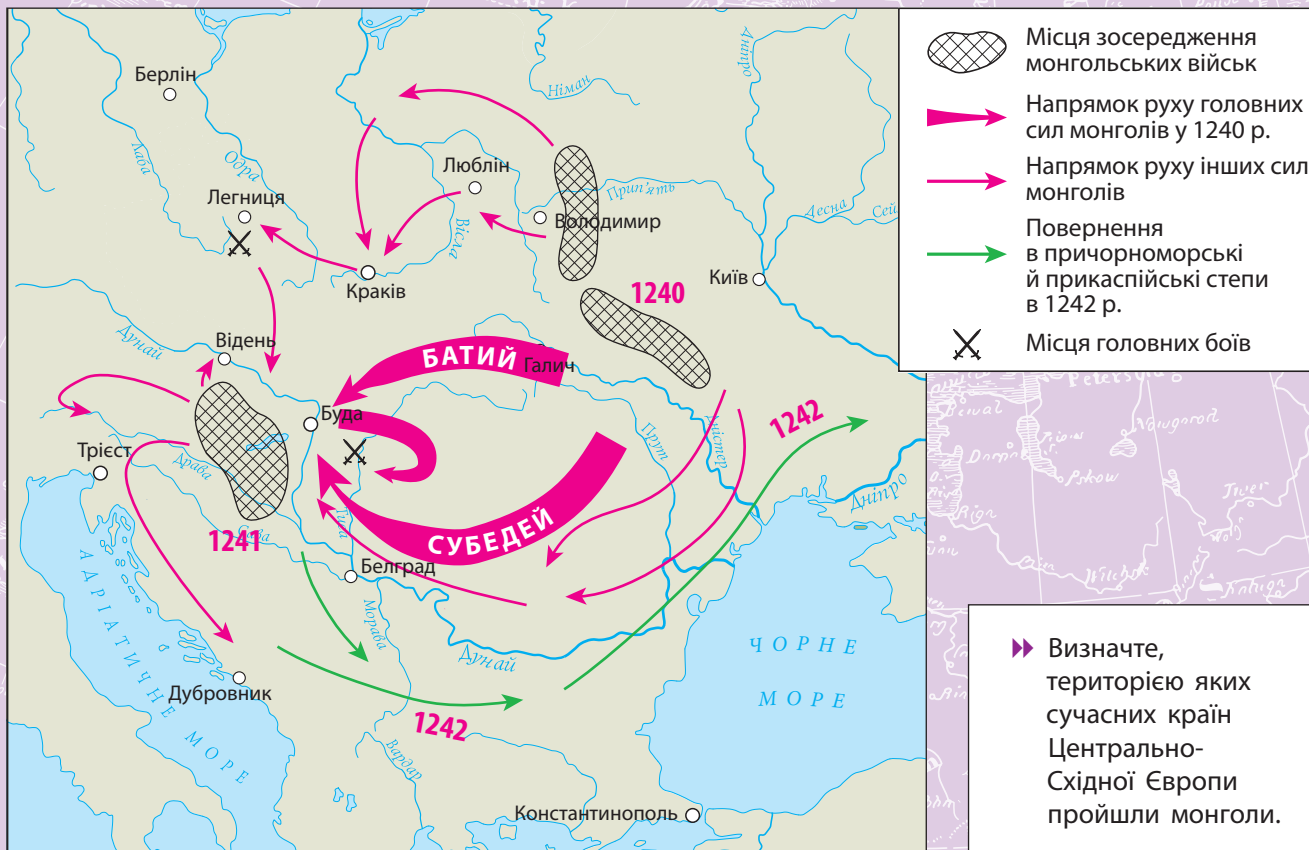 Берлін
Лаба
Одра
Німан
Дніпро
Люблін
Легниця
Прип'ять
Десна
Сей
Володимир
Вісла
Краків
Київ
1240
Дунай
Відень
БАТИЙ
Галич
Буда
1242
Трієст
Драва
Прут
Дністер
Дніпро
1241
Сава
Тиса
СУБЕДЕЙ
Белград
АДРІАТИЧНЕ МОРЕ
Морава
Дунай
ЧОРНЕ
МОРЕ
Дубровник
1242
Вардар
Константинополь
Місця зосередження
монгольських військ
Напрямок руху головних
сил монголів у 1240 р.
Напрямок руху інших сил
монголів
Повернення
в причорноморські
й прикаспійські степи
в 1242 р.
Місця головних боїв
Pskow
Визначте,
територією яких
сучасних країн
Центрально-
Східної Європи
пройшли монголи.